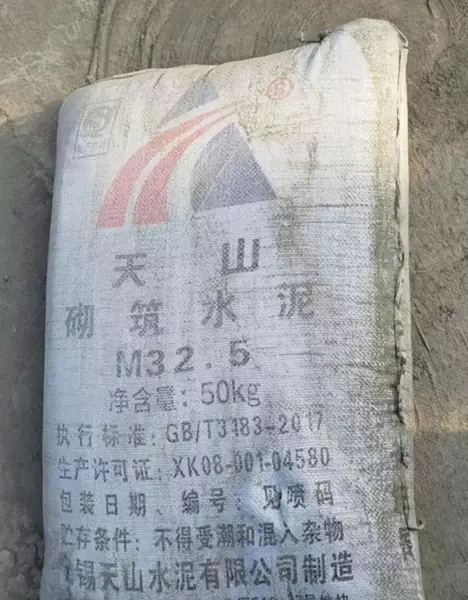 ®
天山
砌筑水泥
M32.5
净含量：50kg
执行标准：GB/T3183-2017
生产许可证：XK08-001-04580
包装日期、编号：见喷码
贮存条件：不得受潮和混入杂物
锡天山水泥有限公司制造